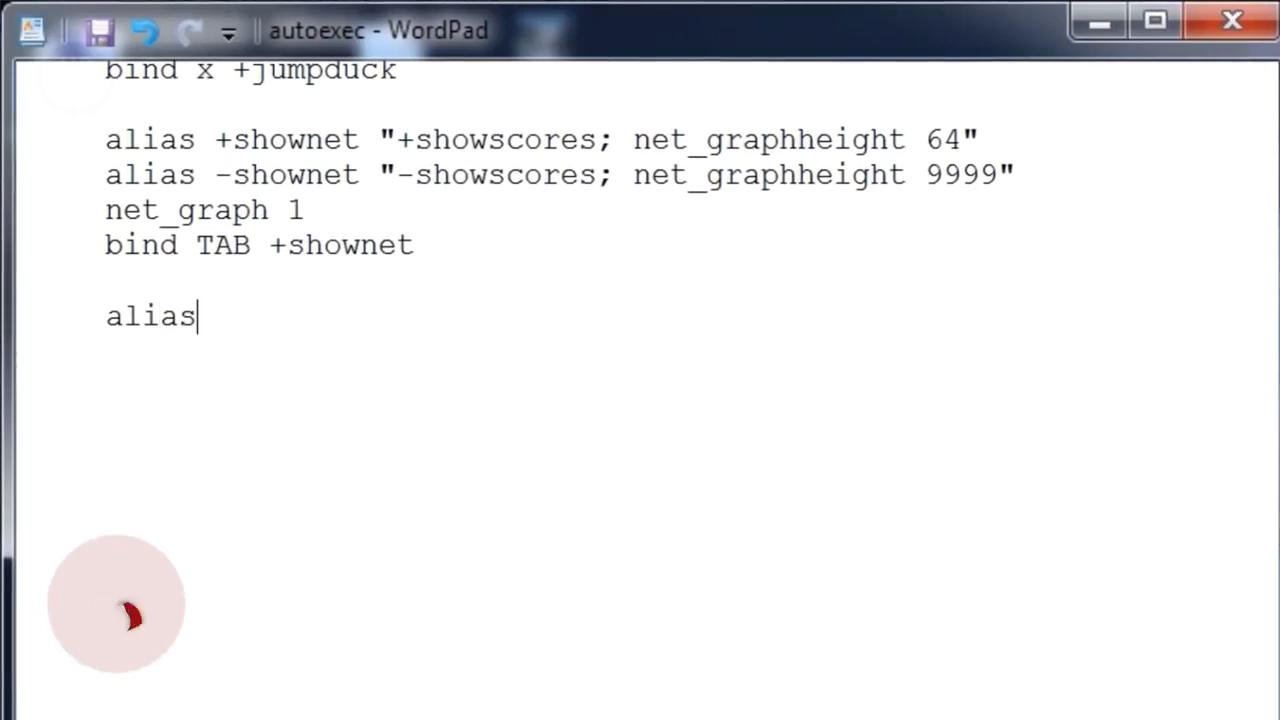 autoexec - WordPad
bind x +jumpduck
alias +shownet "+showscores; net_graphheight 64"
alias -shownet "-showscores; net_graphheight 9999"
net_graph 1
bind TAB +shownet
alias